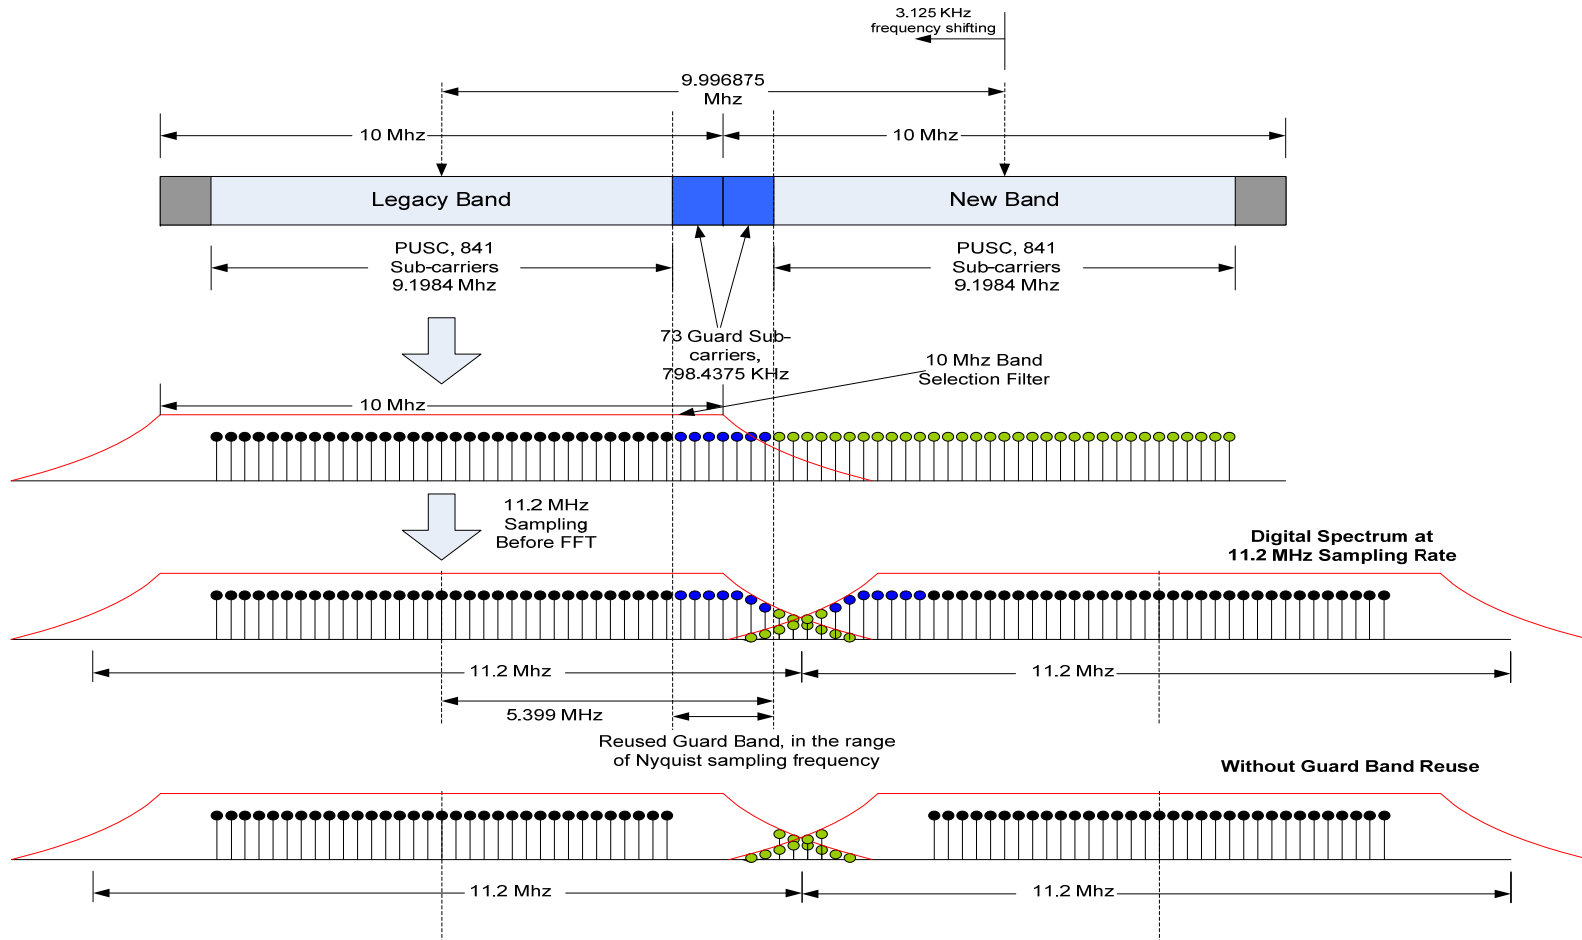 3.125 KHz
frequency shifting
9.996875
Mhz
10 Mhz
10 Mhz
Legacy Band
New Band
PUSC, 841
Sub-carriers
9.1984 Mhz
PUSC, 841
Sub-carriers
9.1984 Mhz
73 Guard Sub-
carriers,
798.4375 KHz
10 Mhz Band
Selection Filter
10 Mhz
11.2 MHz
Sampling
Before FFT
Digital Spectrum at
11.2 MHz Sampling Rate
11.2 Mhz
11.2 Mhz
5.399 MHz
Reused Guard Band, in the range
of Nyquist sampling frequency
Without Guard Band Reuse
11.2 Mhz
11.2 Mhz